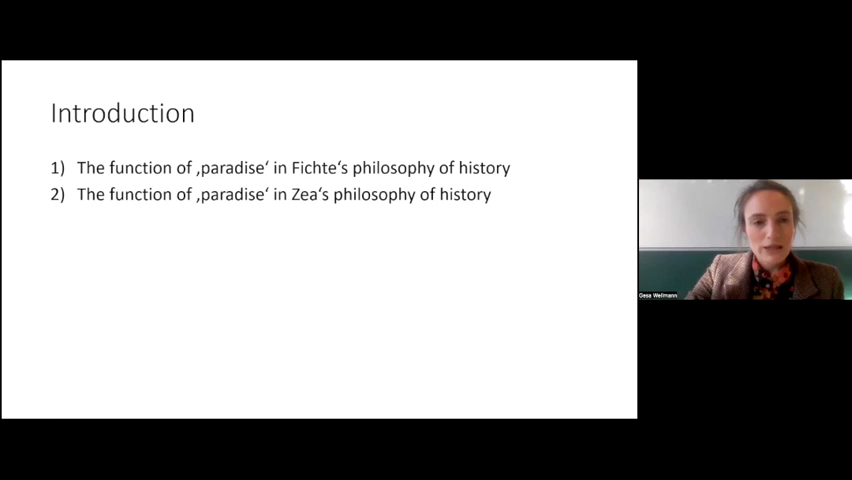 Introduction
1) The function of ‚paradise‘ in Fichte‘s philosophy of history
2) The function of ‚paradise‘ in Zea‘s philosophy of history
Gesa Wellmann